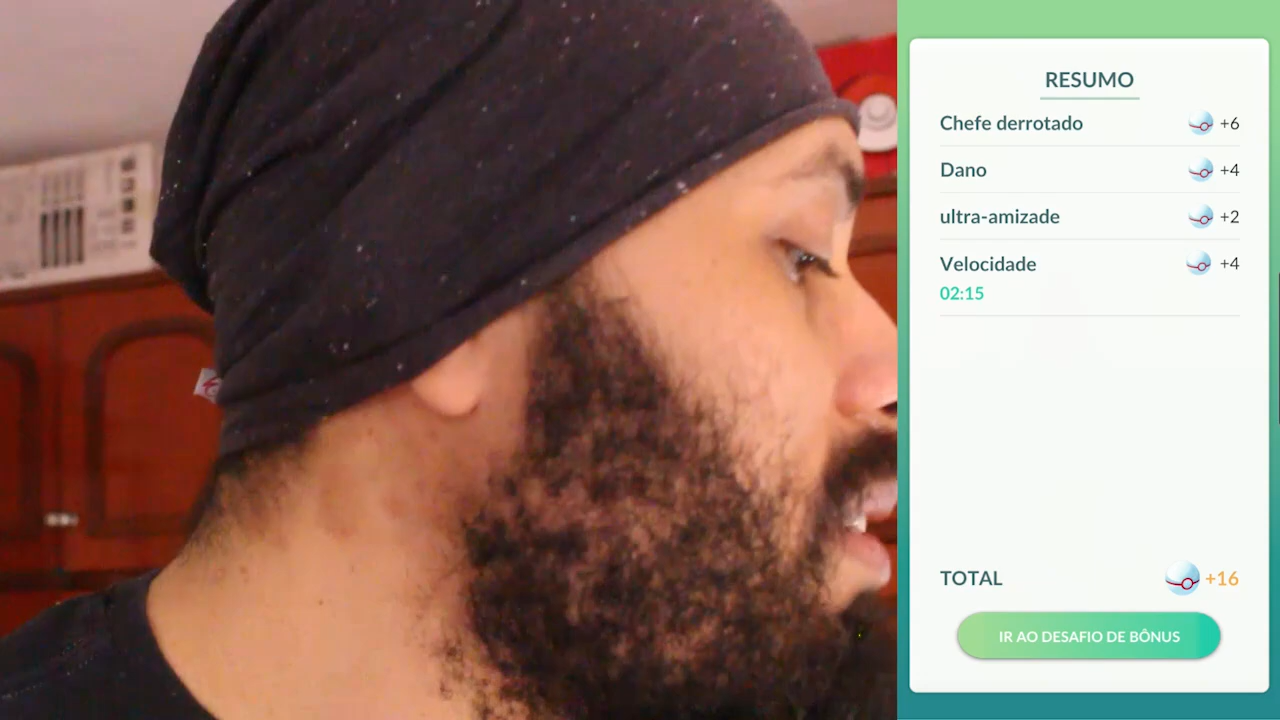 RESUMO
Chefe derrotado +6
Dano +4
ultra-amizade +2
Velocidade +4
02:15
TOTAL +16
IR AO DESAFIO DE BÔNUS